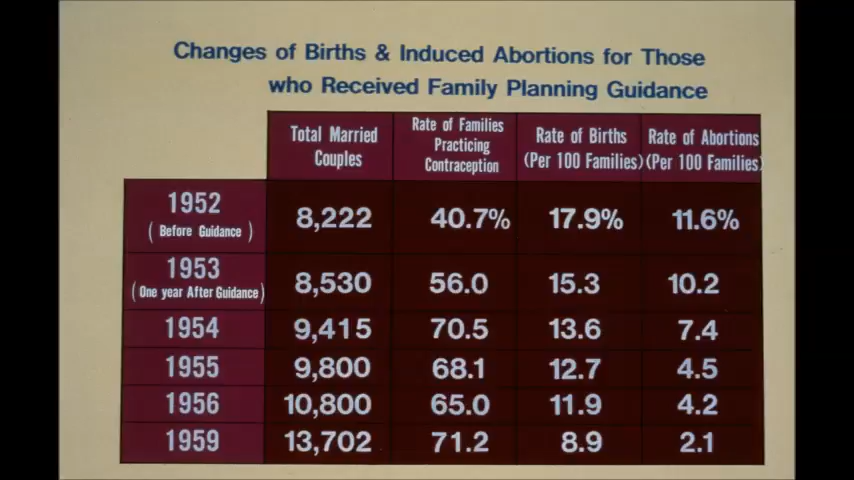 Changes of Births & Induced Abortions for Those
who Received Family Planning Guidance
Total Married Couples Rate of Families Practicing Contraception Rate of Births (Per 100 Families) Rate of Abortions (Per 100 Families)
1952 (Before Guidance) 8,222 40.7% 17.9% 11.6%
1953 (One year After Guidance) 8,530 56.0 15.3 10.2
1954 9,415 70.5 13.6 7.4
1955 9,800 68.1 12.7 4.5
1956 10,800 65.0 11.9 4.2
1959 13,702 71.2 8.9 2.1